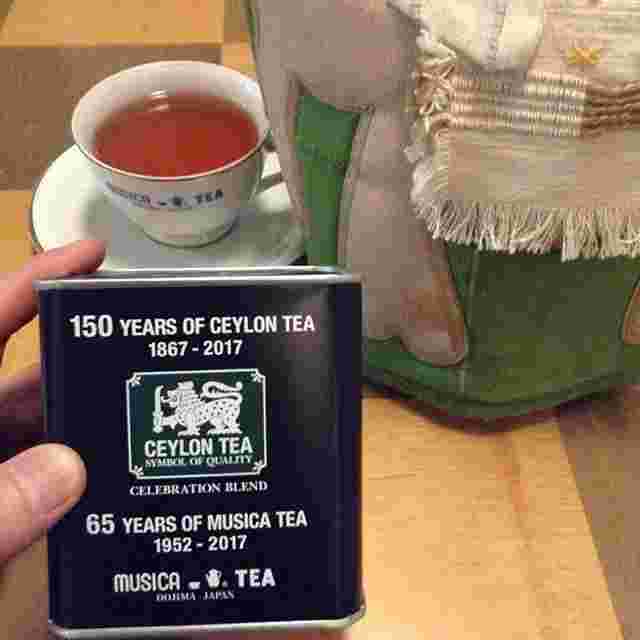 MUSICA TEA
150 YEARS OF CEYLON TEA
1867 - 2017
CEYLON TEA
SYMBOL OF QUALITY
CELEBRATION BLEND
65 YEARS OF MUSICA TEA
1952 - 2017
MUSICA TEA
DOJIMA JAPAN